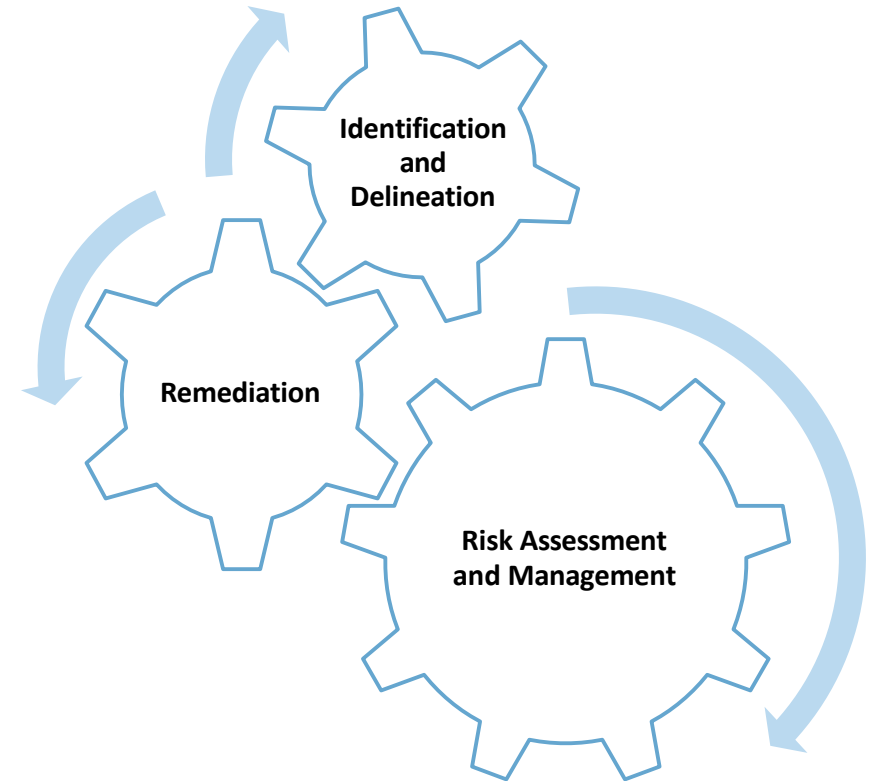 Identification
and
Delineation
Remediation
Risk Assessment
and Management